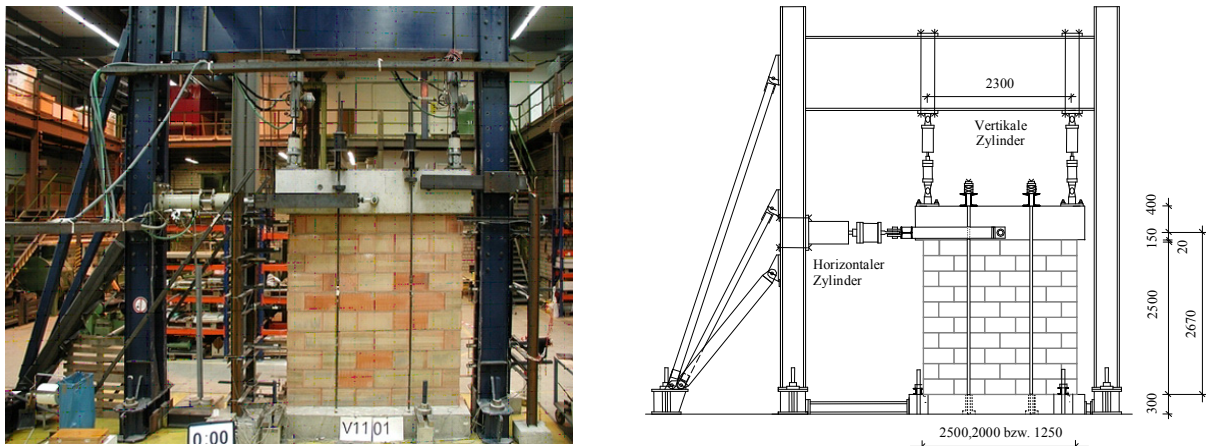 0:00
V11 01
2300
Vertikale
Zylinder
Horizontaler
Zylinder
400
150
20
2500
2670
300
2500,2000 bzw. 1250